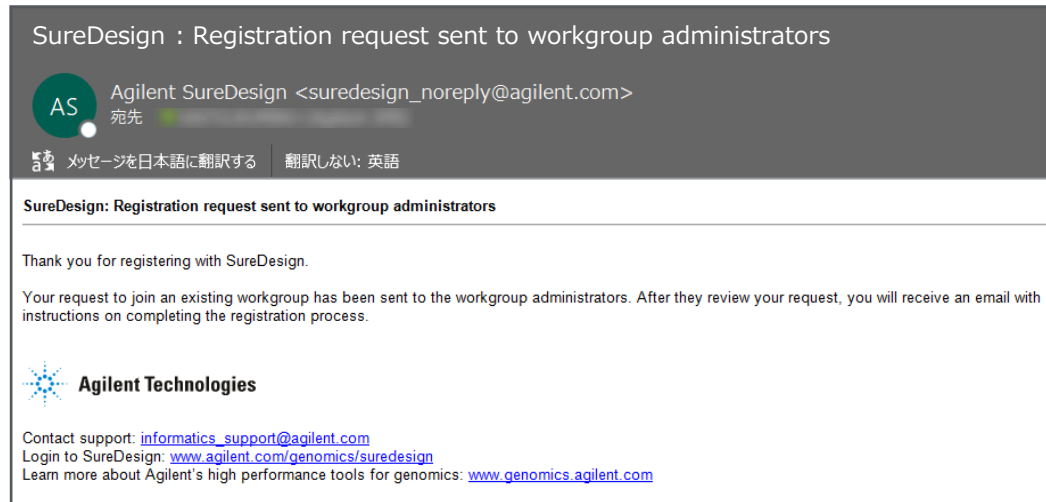 SureDesign : Registration request sent to workgroup administrators
AS
Agilent SureDesign <suredesign_noreply@agilent.com>
宛先
メッセージを日本語に翻訳する
翻訳しない: 英語
SureDesign: Registration request sent to workgroup administrators
Thank you for registering with SureDesign.
Your request to join an existing workgroup has been sent to the workgroup administrators. After they review your request, you will receive an email with
instructions on completing the registration process.
Agilent Technologies
Contact support: informatics_support@agilent.com
Login to SureDesign: www.agilent.com/genomics/suredesign
Learn more about Agilent's high performance tools for genomics: www.genomics.agilent.com